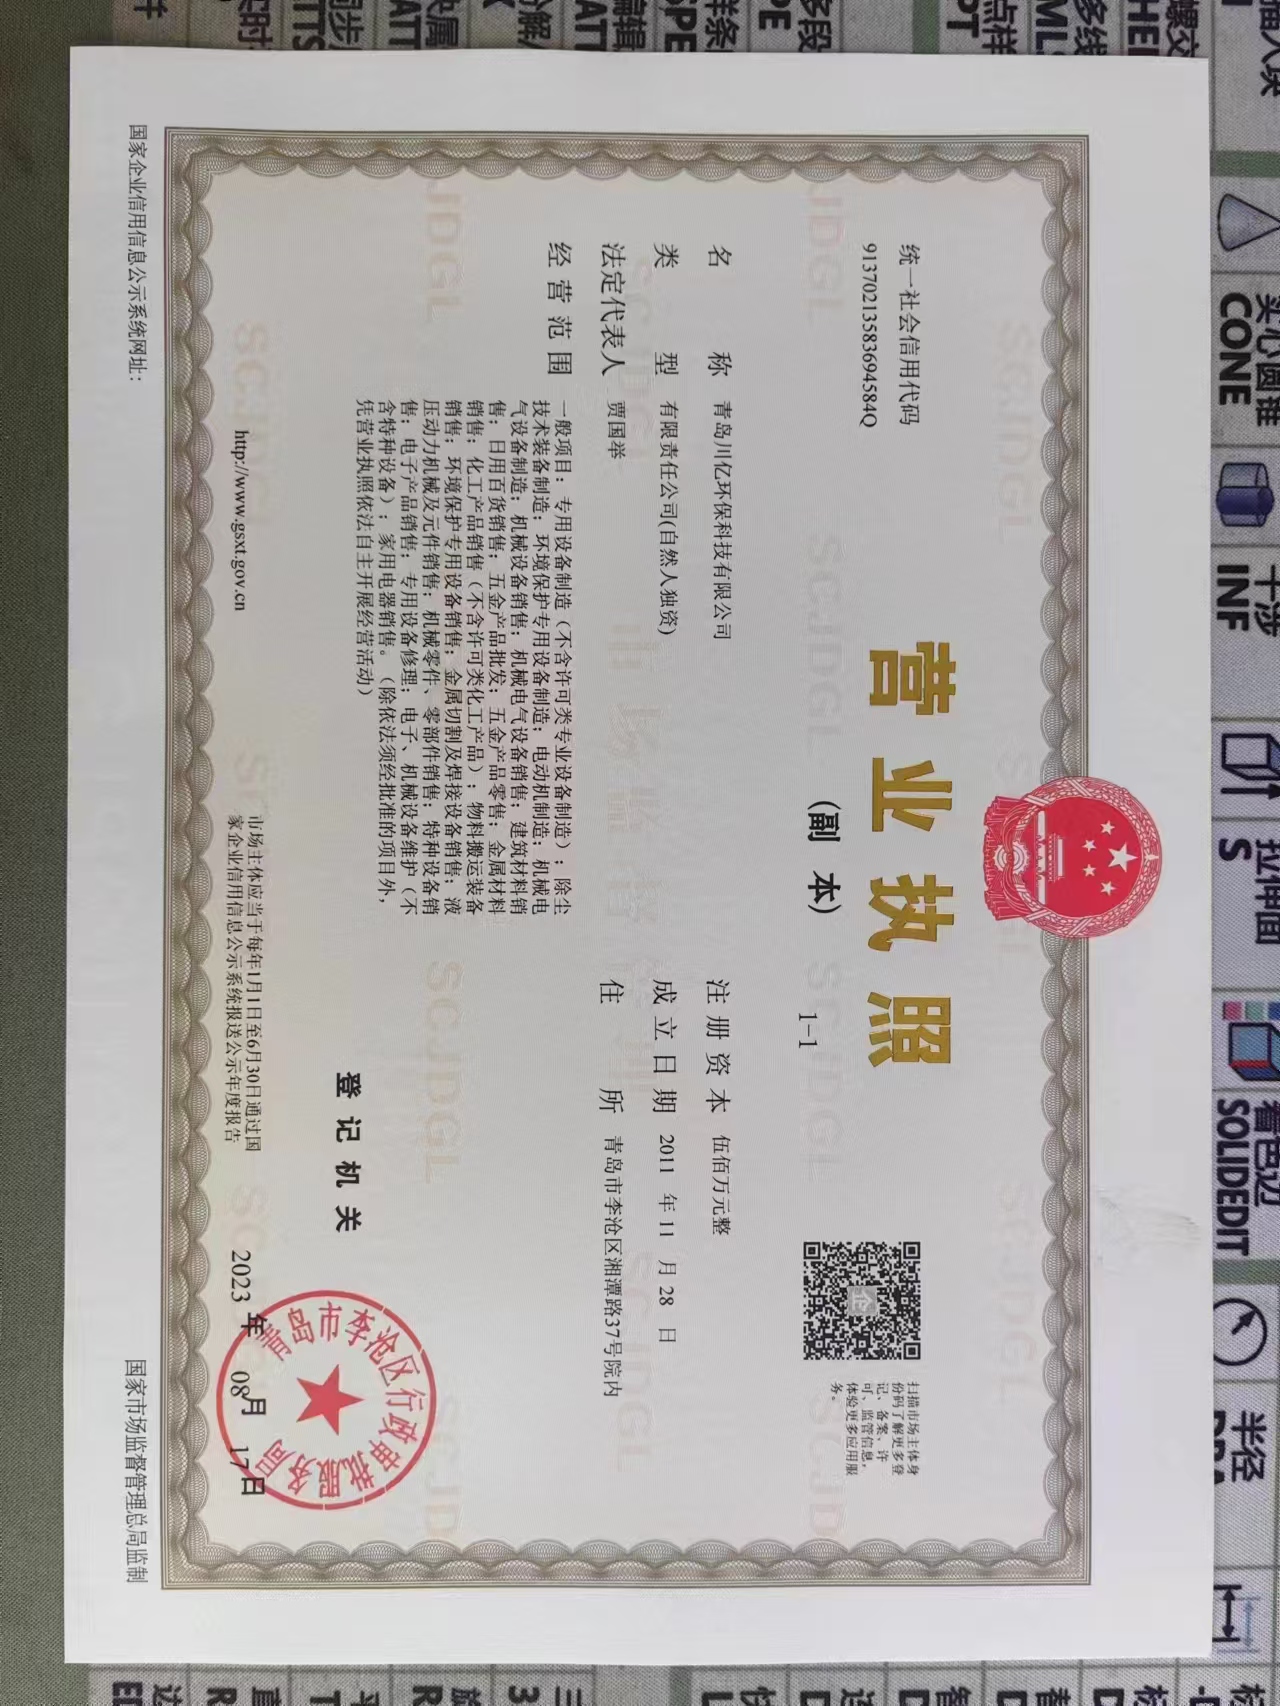 统一社会信用代码
91370213583694584Q
营业执照
(副 本)
1-1
扫描市场主体身
份码了解更多登
记、备案、许
可、监管信息,
体验更多应用服
务。
名 称 青岛川亿环保科技有限公司
类 型 有限责任公司(自然人独资)
法定代表人 贾国举
经营范围 一般项目:专用设备制造(不含许可类专业设备制造);除尘
技术装备制造;环境保护专用设备制造;电动机制造;机械电
气设备制造;机械设备销售;机械电气设备销售;建筑材料销
售;日用百货销售;五金产品批发;五金产品零售;金属材料
销售;化工产品销售(不含许可类化工产品);物料搬运装备
销售;环境保护专用设备销售;金属切割及焊接设备销售;液
压动力机械及元件销售;机械零件、零部件销售;特种设备销
售;电子产品销售;专用设备修理;电子、机械设备维护(不
含特种设备);家用电器销售。(除依法须经批准的项目外,
凭营业执照依法自主开展经营活动)
注册资本 伍佰万元整
成立日期 2011 年 11 月 28 日
住 所 青岛市李沧区湘潭路37号院内
登记机关
青岛市李沧区行政审批服务局
2023 年 08 月 17 日
国家企业信用信息公示系统网址:
http://www.gsxt.gov.cn
市场主体应当于每年1月1日至6月30日通过国
家企业信用信息公示系统报送公示年度报告
国家市场监督管理总局监制
实心圆锥
CONE
干涉
INF
拉伸面
S
着色边
SOLIDEDIT
半径